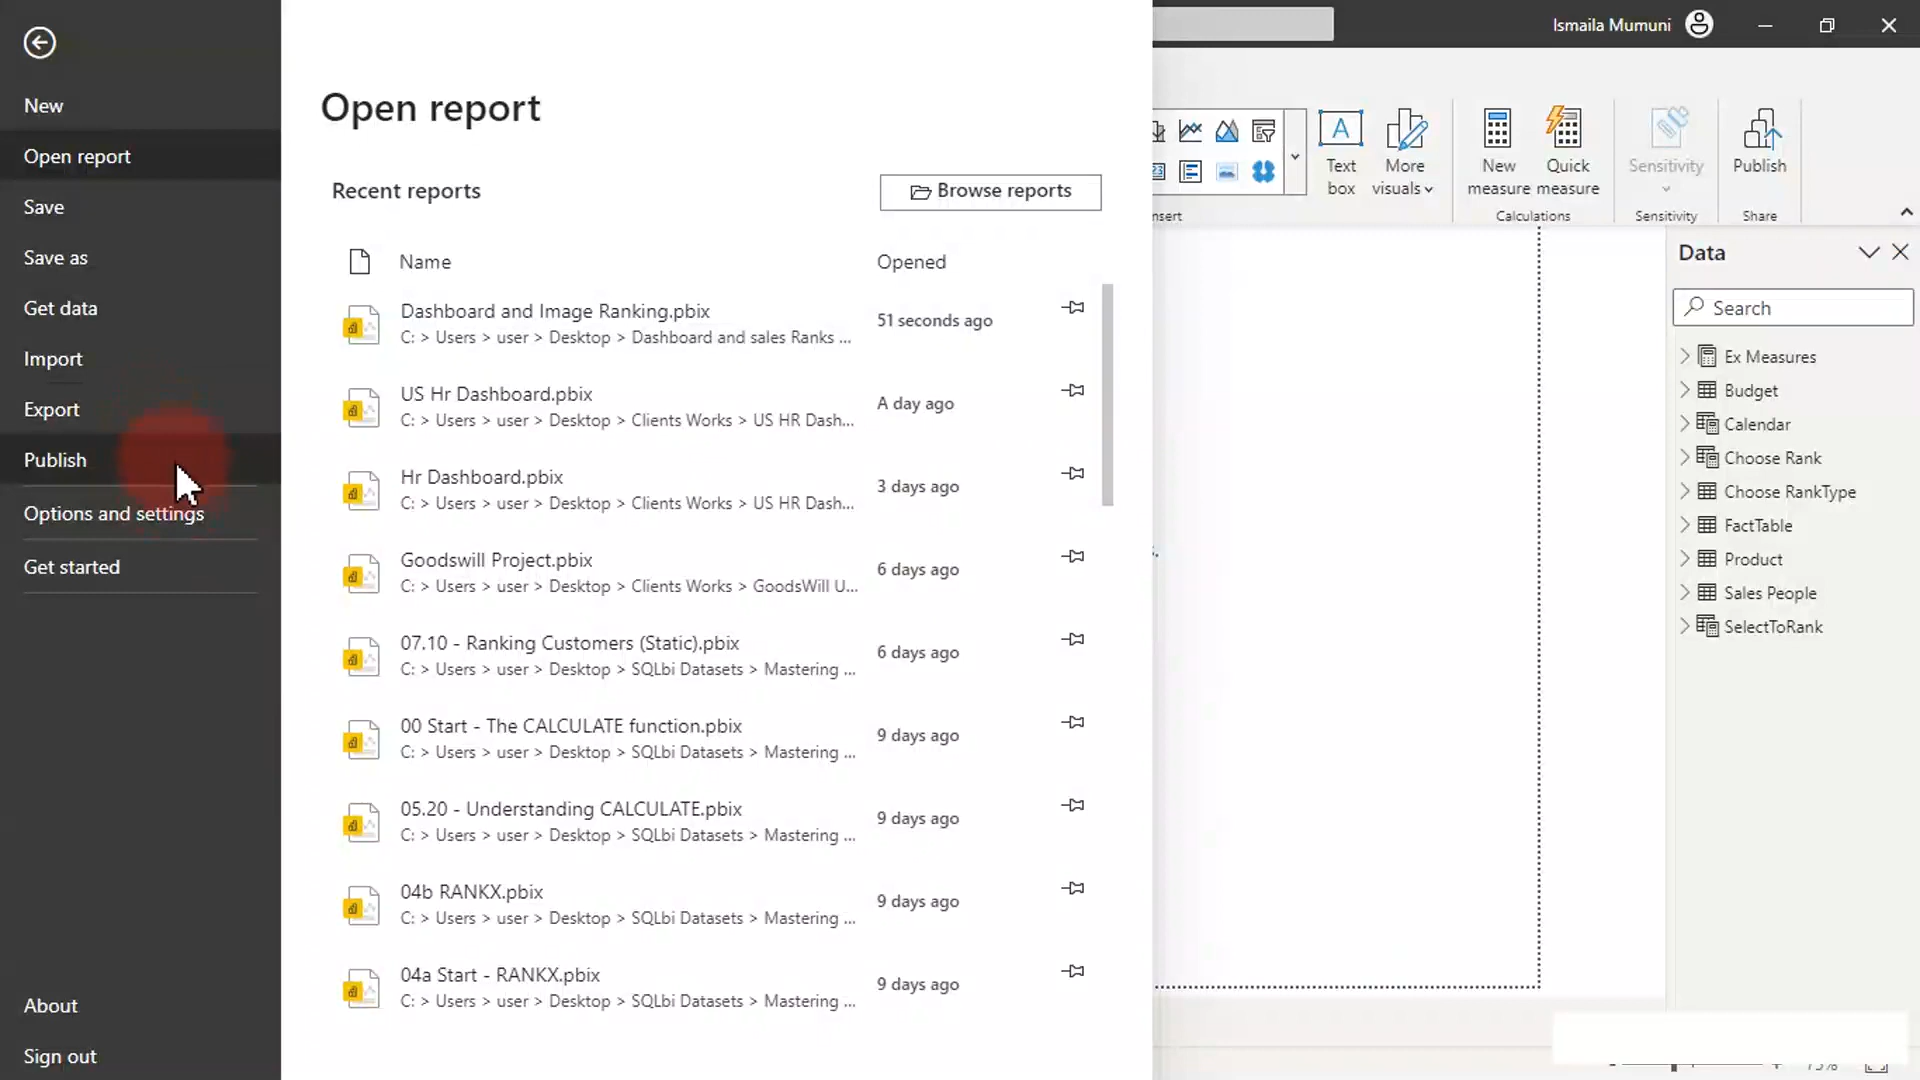 Ismaila Mumuni
New
Open report
Save
Save as
Get data
Import
Export
Publish
Options and settings
Get started
About
Sign out
Open report
Recent reports
Browse reports
Name
Opened
Dashboard and Image Ranking.pbix
C: > Users > user > Desktop > Dashboard and sales Ranks ...
51 seconds ago
US Hr Dashboard.pbix
C: > Users > user > Desktop > Clients Works > US HR Dash...
A day ago
Hr Dashboard.pbix
C: > Users > user > Desktop > Clients Works > US HR Dash...
3 days ago
Goodswill Project.pbix
C: > Users > user > Desktop > Clients Works > GoodsWill U...
6 days ago
07.10 - Ranking Customers (Static).pbix
C: > Users > user > Desktop > SQLbi Datasets > Mastering ...
6 days ago
00 Start - The CALCULATE function.pbix
C: > Users > user > Desktop > SQLbi Datasets > Mastering ...
9 days ago
05.20 - Understanding CALCULATE.pbix
C: > Users > user > Desktop > SQLbi Datasets > Mastering ...
9 days ago
04b RANKX.pbix
C: > Users > user > Desktop > SQLbi Datasets > Mastering ...
9 days ago
04a Start - RANKX.pbix
C: > Users > user > Desktop > SQLbi Datasets > Mastering ...
9 days ago
Text
box
More
visuals
New
measure
Quick
measure
Sensitivity
Publish
Calculations
Sensitivity
Share
Data
Search
Ex Measures
Budget
Calendar
Choose Rank
Choose RankType
FactTable
Product
Sales People
SelectToRank